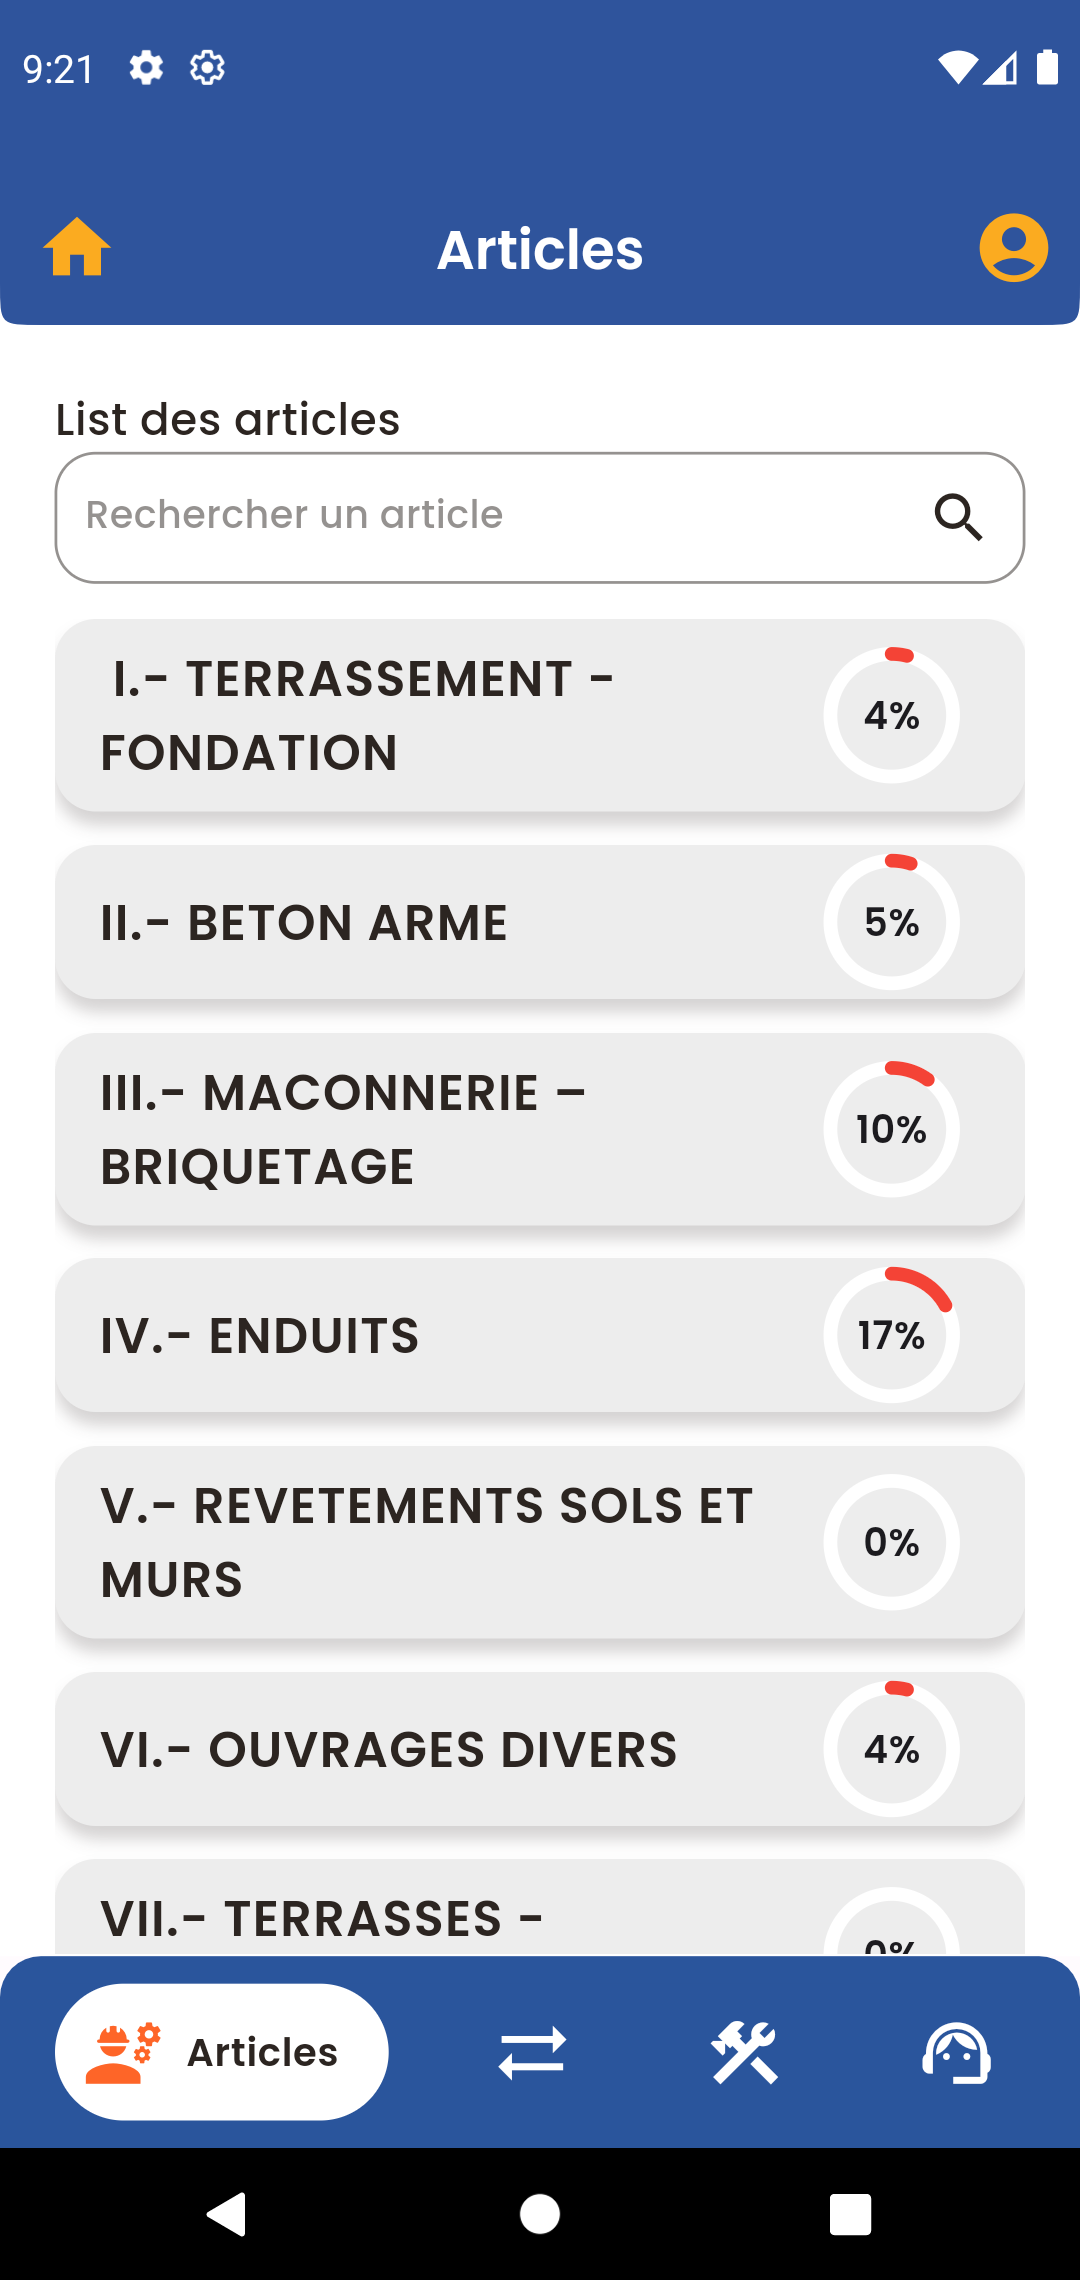 9:21
Articles
List des articles
Rechercher un article
I.- TERRASSEMENT -
FONDATION
4%
II.- BETON ARME
5%
III.- MACONNERIE –
BRIQUETAGE
10%
IV.- ENDUITS
17%
V.- REVETEMENTS SOLS ET
MURS
0%
VI.- OUVRAGES DIVERS
4%
VII.- TERRASSES -
0%
Articles